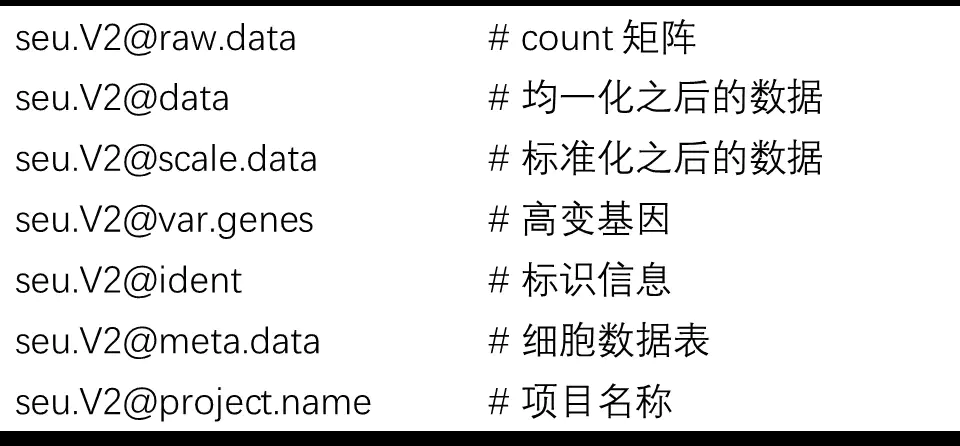 seu.V2@raw.data # count 矩阵
seu.V2@data # 均一化之后的数据
seu.V2@scale.data # 标准化之后的数据
seu.V2@var.genes # 高变基因
seu.V2@ident # 标识信息
seu.V2@meta.data # 细胞数据表
seu.V2@project.name # 项目名称